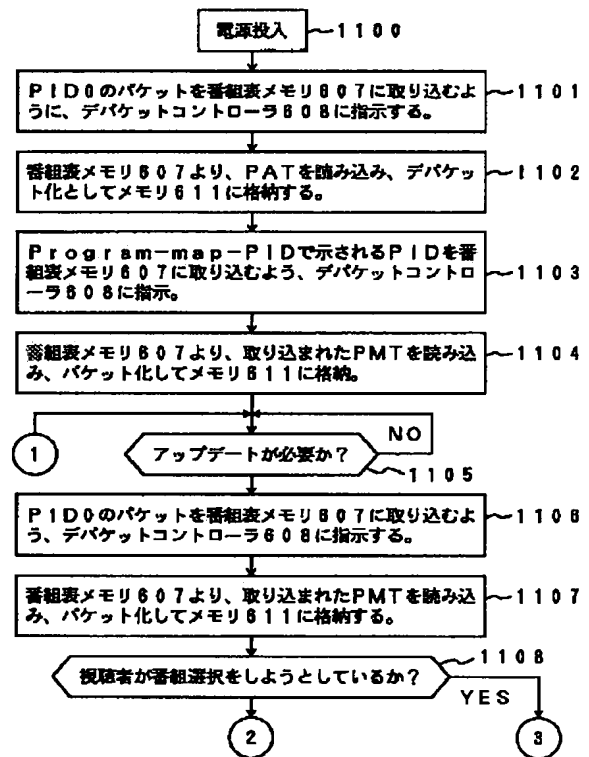 電源投入
1100
PID0のパケットを番組表メモリ607に取り込むよ
うに、デパケットコントローラ608に指示する。
1101
番組表メモリ607より、PATを読み込み、デパケッ
ト化としてメモリ611に格納する。
1102
Program-map-PIDで示されるPIDを番
組表メモリ607に取り込むよう、デパケットコントロ
ーラ608に指示。
1103
番組表メモリ607より、取り込まれたPMTを読み込
み、パケット化してメモリ611に格納。
1104
1
アップデートが必要か?
NO
1105
PID0のパケットを番組表メモリ607に取り込むよ
う、デパケットコントローラ608に指示する。
1106
番組表メモリ607より、取り込まれたPMTを読み込
み、パケット化してメモリ611に格納する。
1107
視聴者が番組選択をしようとしているか?
1108
YES
2
3